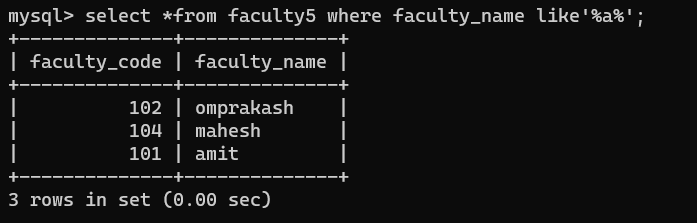 mysql> select *from faculty5 where faculty_name like'%a%';
+--------------+--------------+
| faculty_code | faculty_name |
+--------------+--------------+
|          102 | omprakash    |
|          104 | mahesh       |
|          101 | amit         |
+--------------+--------------+
3 rows in set (0.00 sec)